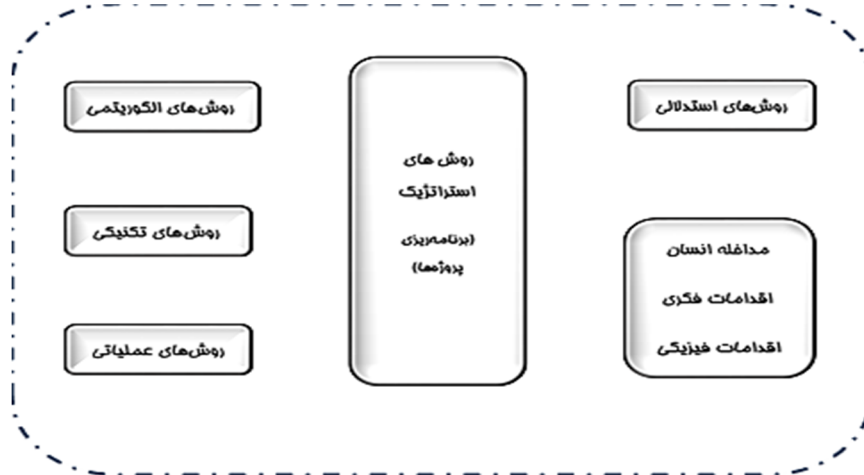 روش‌های استدلالی
مداخله انسان
اقدامات فکری
اقدامات فیزیکی
روش های
استراتژیک
(برنامه‌ریزی
پروژه‌ها)
روش‌های الگوریتمی
روش‌های تکنیکی
روش‌های عملیاتی